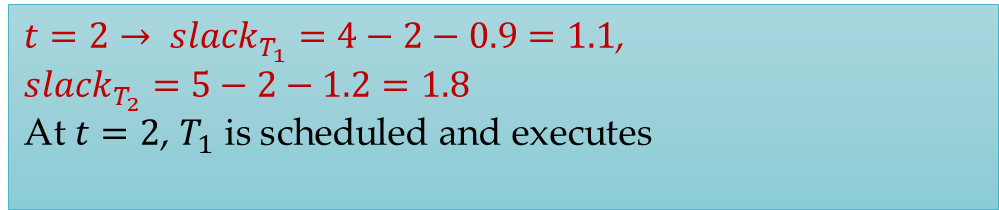 t = 2 → slack_{T_1} = 4 − 2 − 0.9 = 1.1,
slack_{T_2} = 5 − 2 − 1.2 = 1.8
At t = 2, T_1 is scheduled and executes